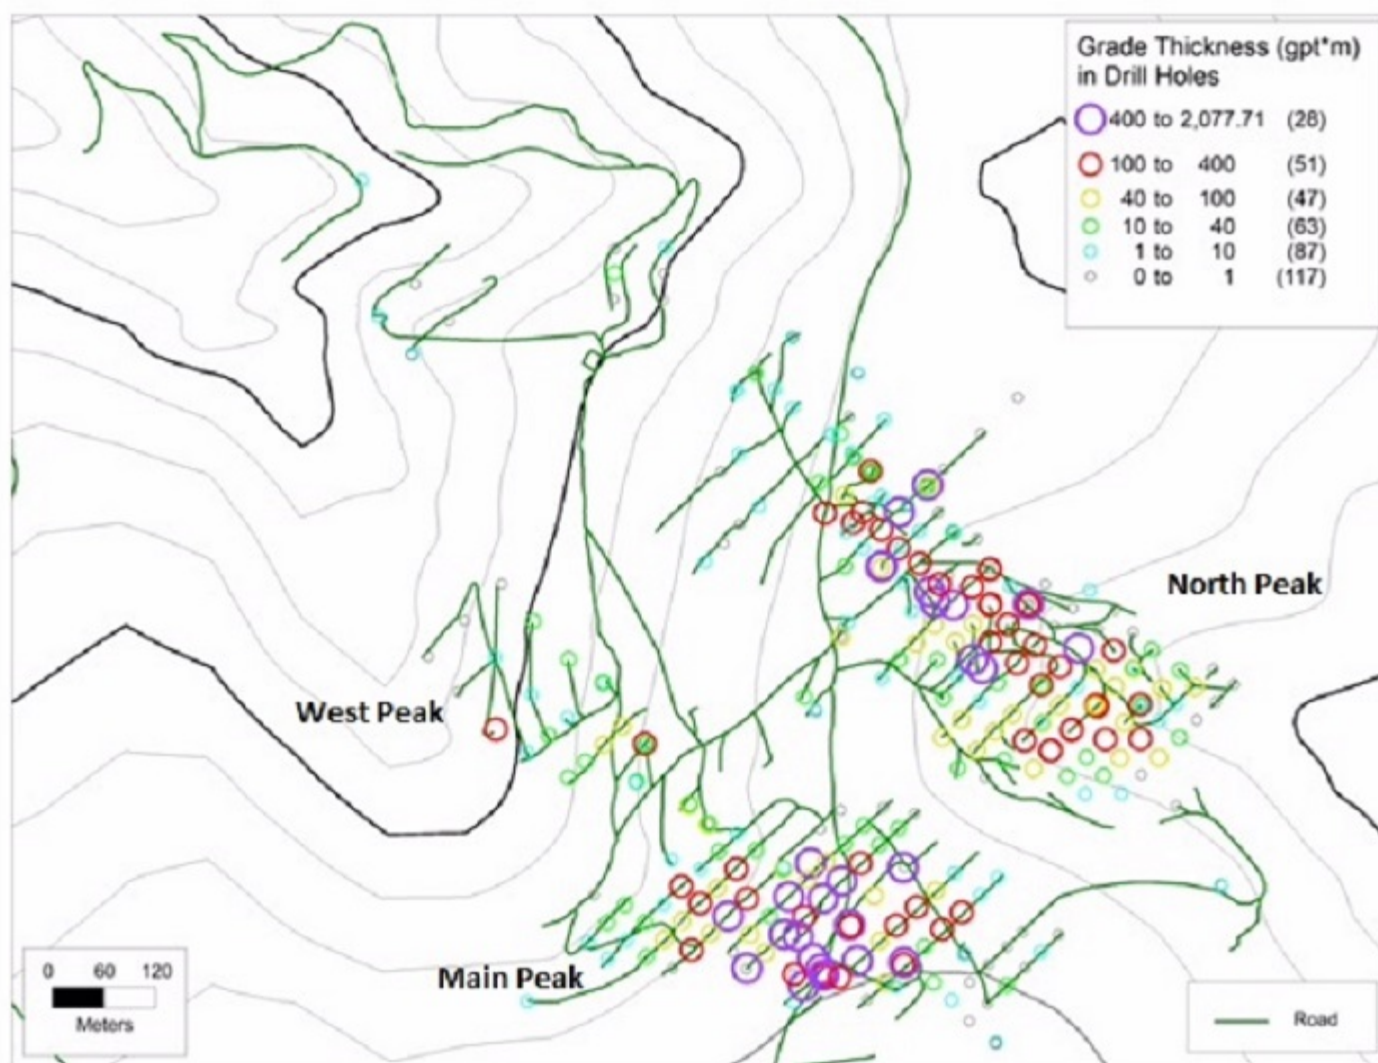 Grade Thickness (gpt*m)
in Drill Holes
400 to 2,077.71 (28)
100 to 400 (51)
40 to 100 (47)
10 to 40 (63)
1 to 10 (87)
0 to 1 (117)
North Peak
West Peak
Main Peak
0 60 120
Meters
Road